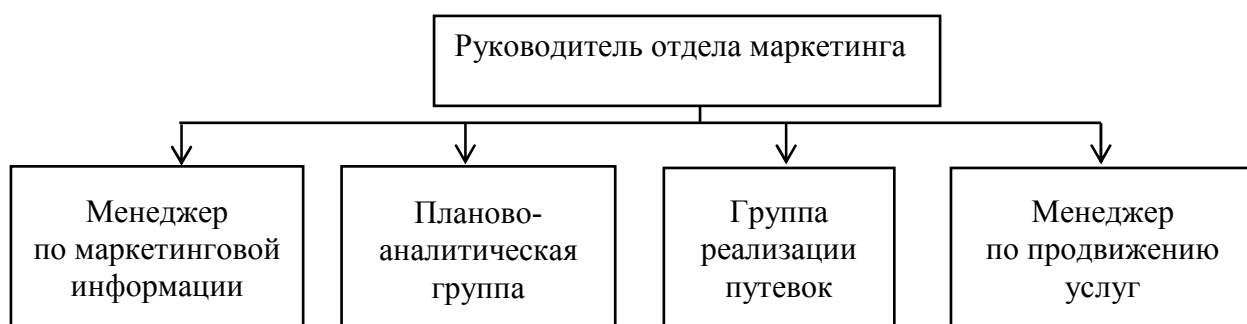 Руководитель отдела маркетинга
Менеджер
по маркетинговой
информации
Планово-
аналитическая
группа
Группа
реализации
путевок
Менеджер
по продвижению
услуг